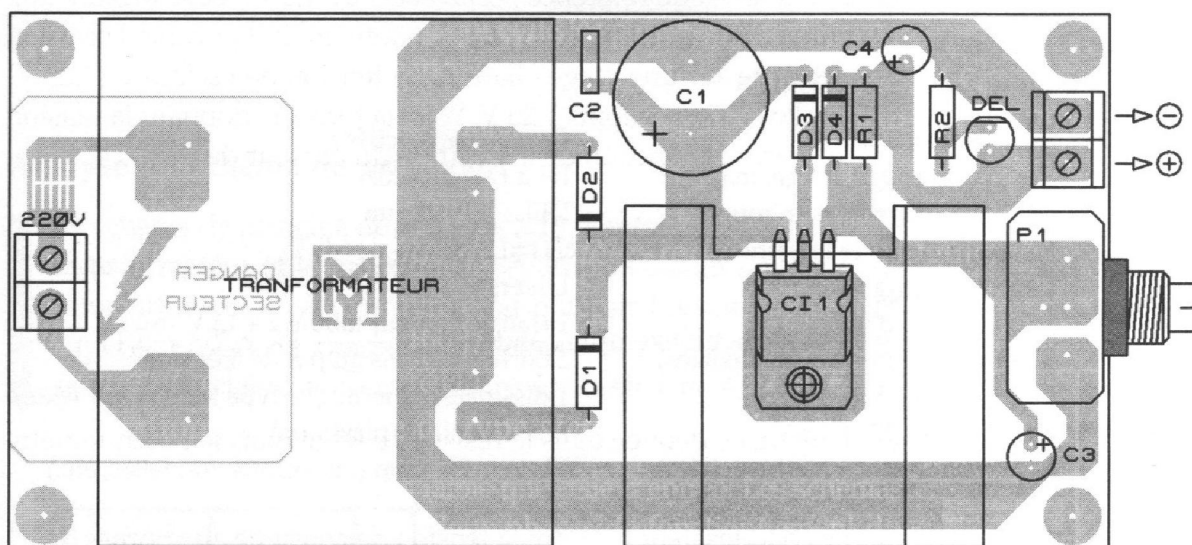 C2
C1
C4
D3
D4
R1
R2
DEL
D2
220V
P1
DANGER
SECTEUR
TRANFORMATEUR
CI1
D1
C3